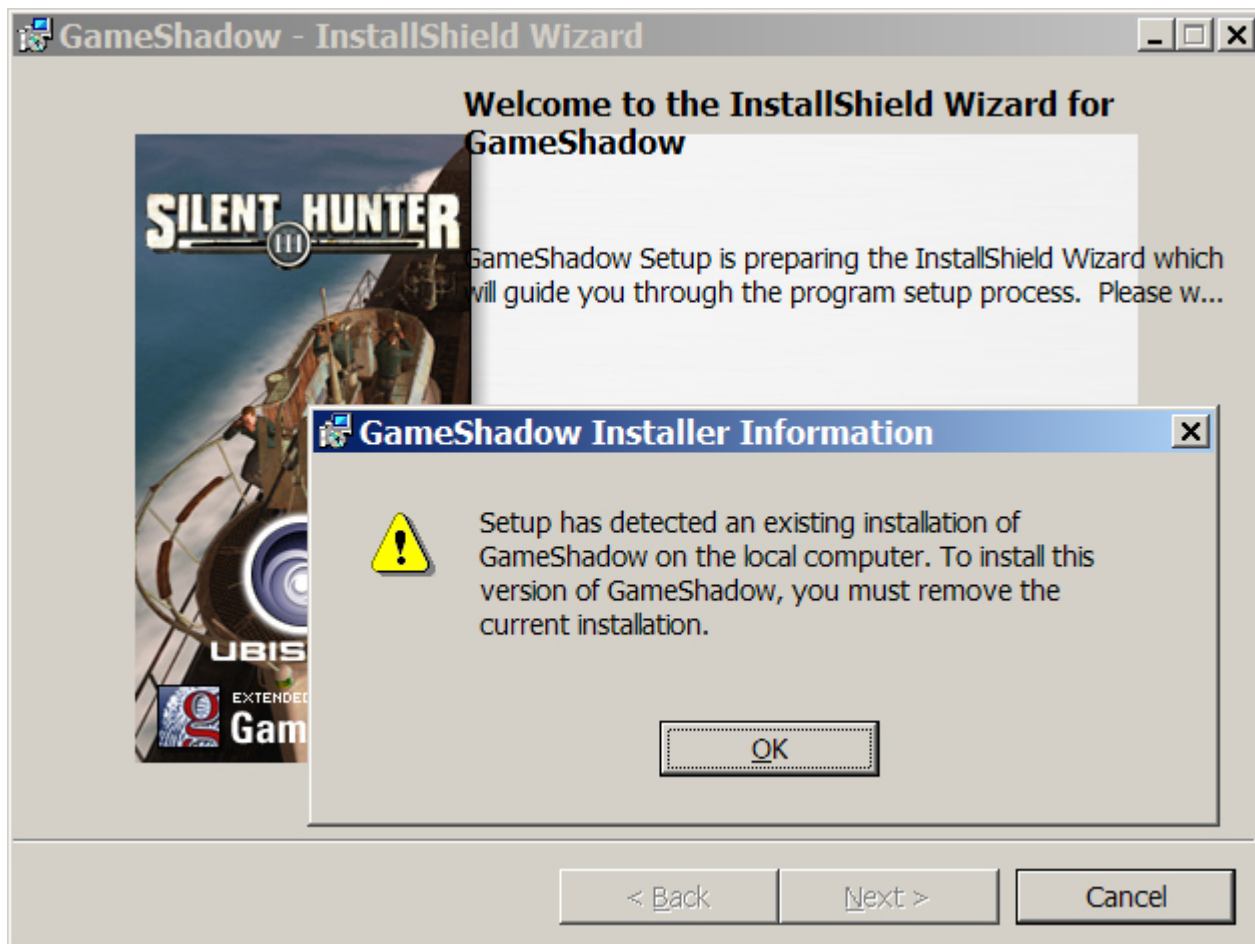 GameShadow - InstallShield Wizard
Welcome to the InstallShield Wizard for
GameShadow
SILENT HUNTER
III
GameShadow Setup is preparing the InstallShield Wizard which
will guide you through the program setup process.  Please w...
GameShadow Installer Information
Setup has detected an existing installation of
GameShadow on the local computer. To install this
version of GameShadow, you must remove the
current installation.
UBIS
EXTENDED
Gam
OK
< Back
Next >
Cancel